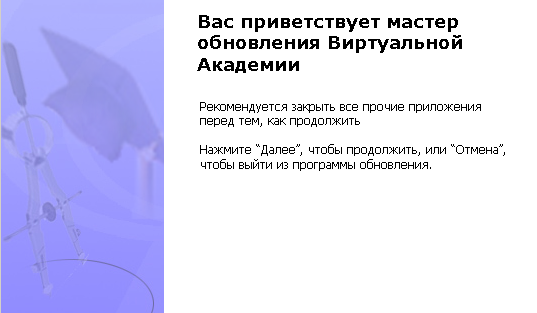 Вас приветствует мастер
обновления Виртуальной
Академии
Рекомендуется закрыть все прочие приложения
перед тем, как продолжить
Нажмите “Далее”, чтобы продолжить, или “Отмена”,
чтобы выйти из программы обновления.